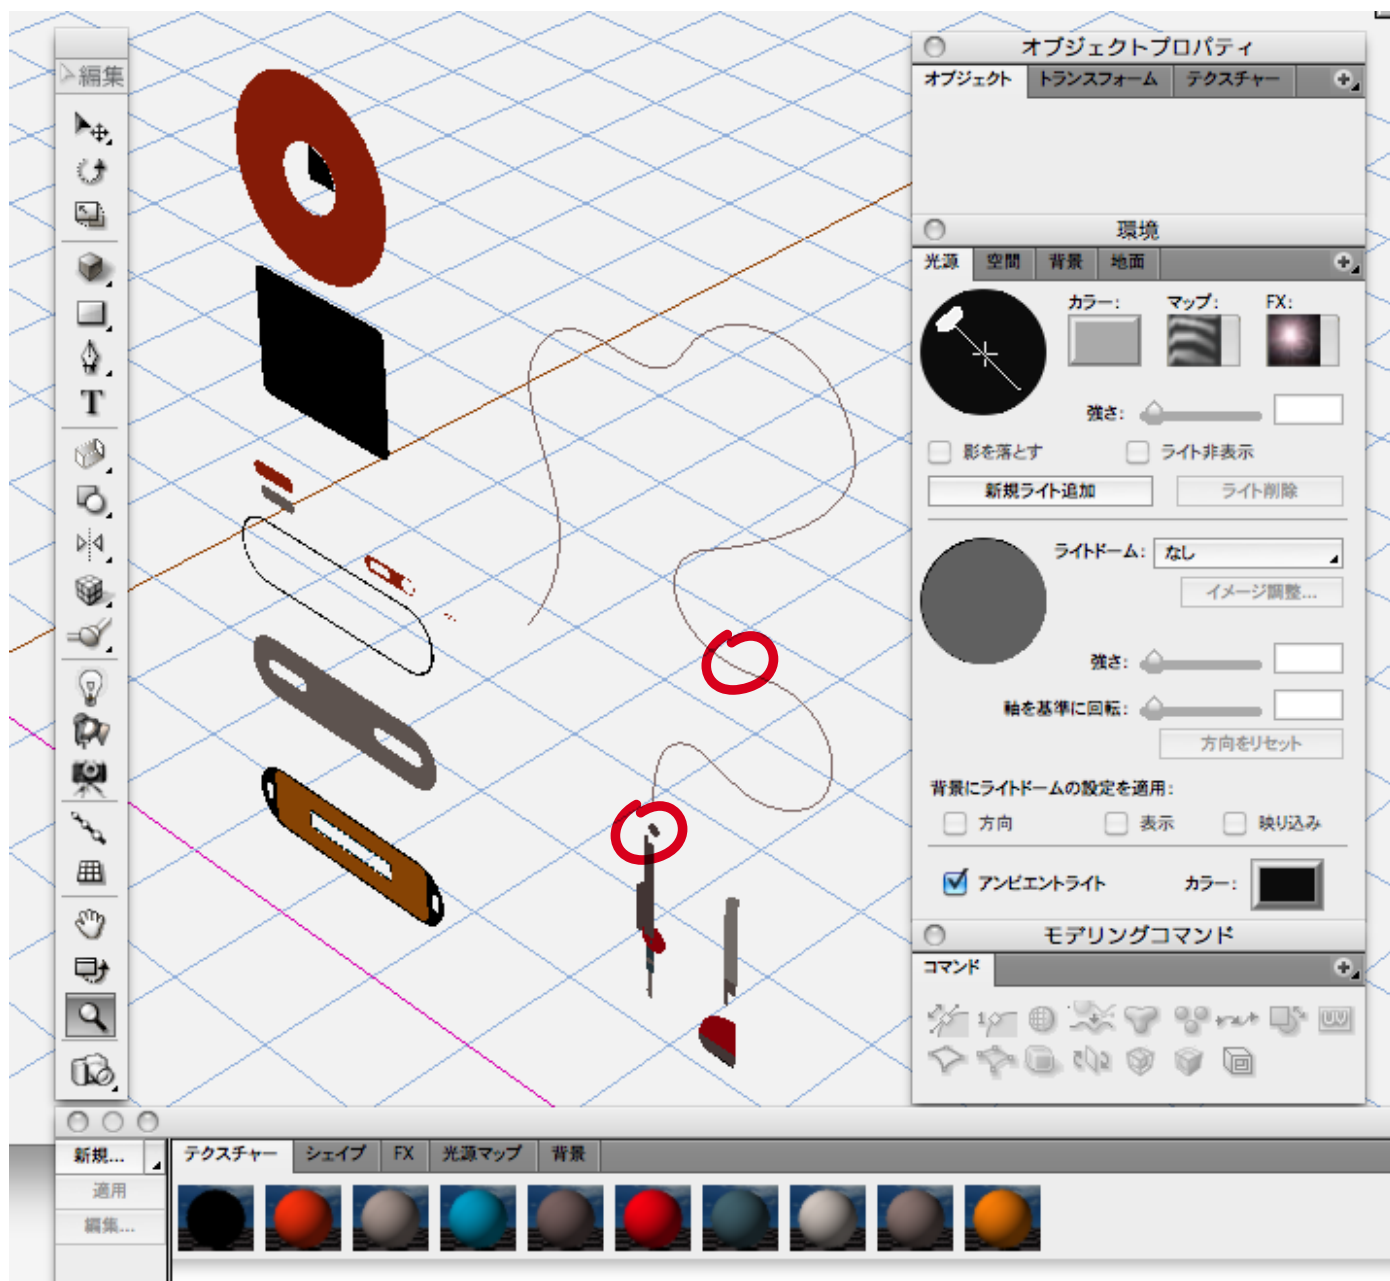 編集
T
オブジェクトプロパティ
オブジェクト トランスフォーム テクスチャー
環境
光源 空間 背景 地面
カラー: マップ: FX:
強さ:
影を落とす ライト非表示
新規ライト追加 ライト削除
ライトドーム: なし
イメージ調整...
強さ:
軸を基準に回転:
方向をリセット
背景にライトドームの設定を適用:
方向 表示 映り込み
アンビエントライト カラー:
モデリングコマンド
コマンド
1
UV
新規... テクスチャー シェイプ FX 光源マップ 背景
適用
編集...